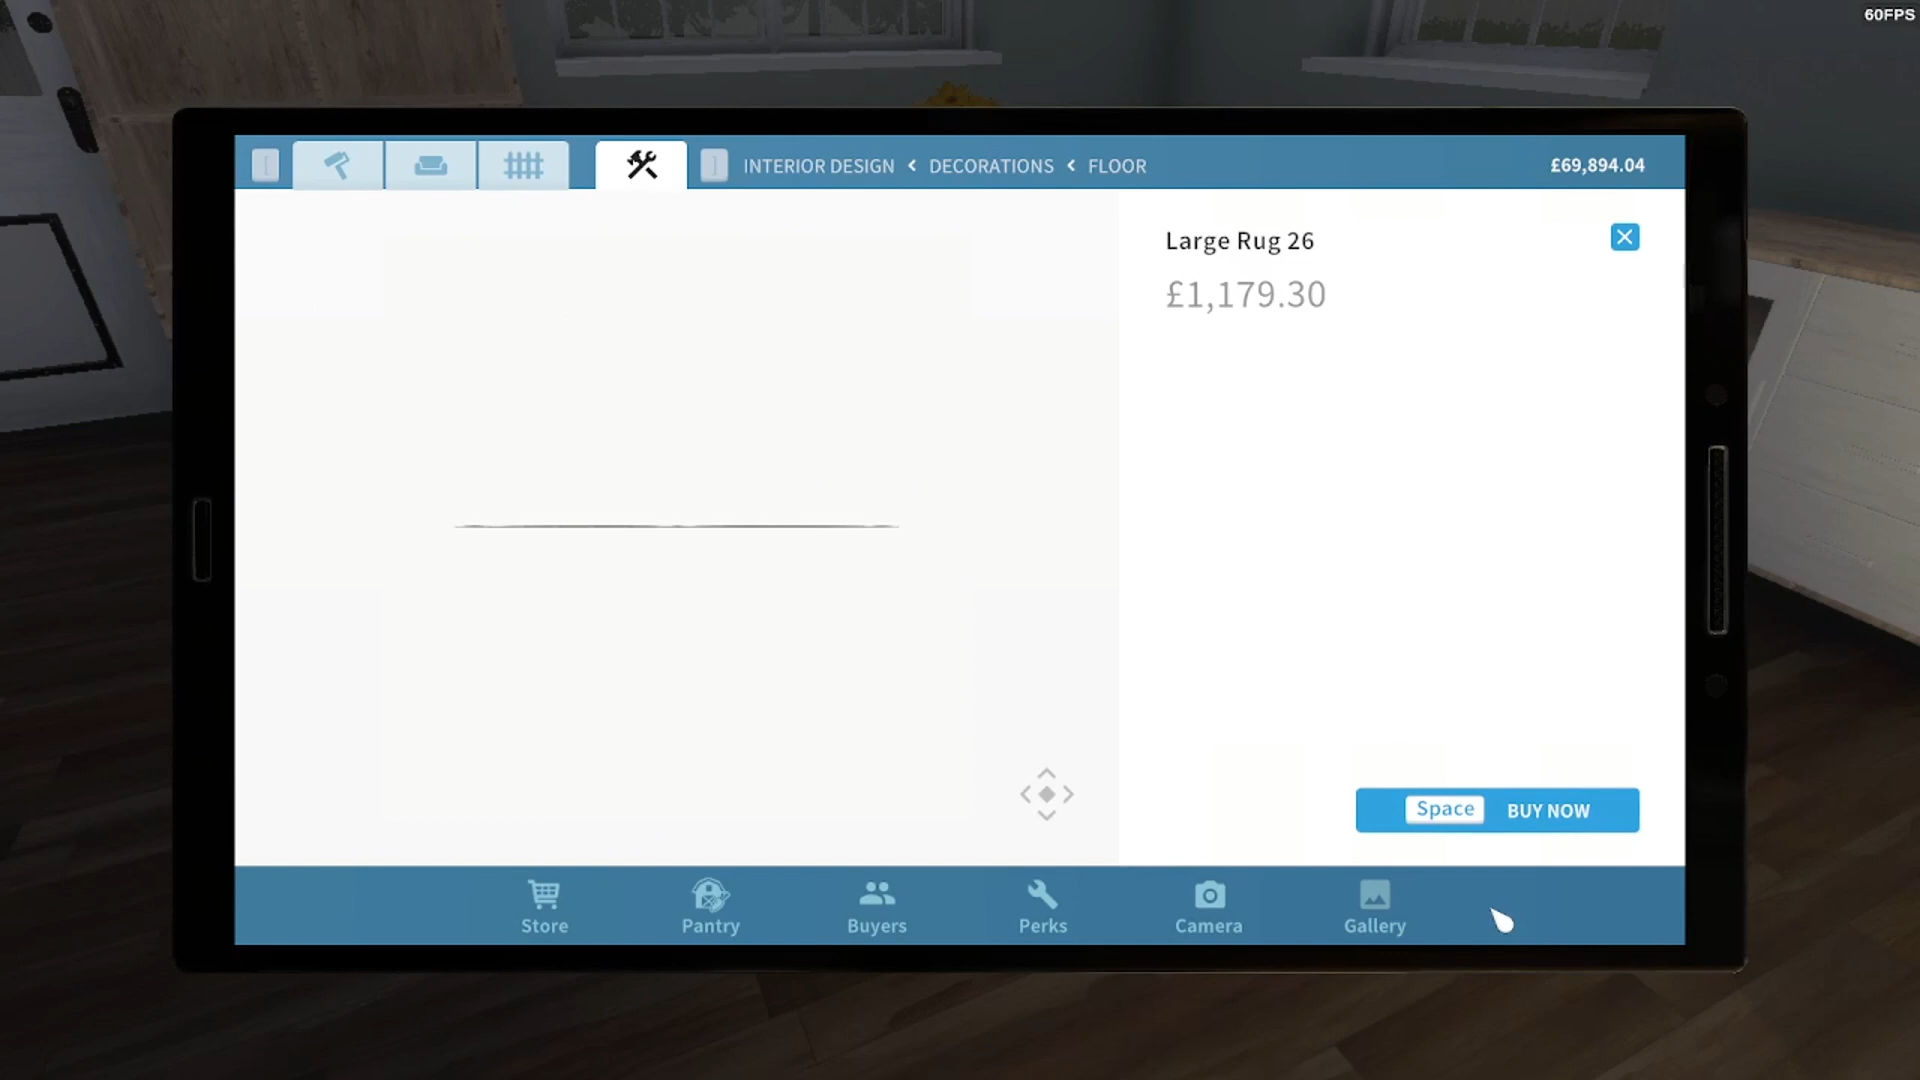 60FPS
INTERIOR DESIGN < DECORATIONS < FLOOR
£69,894.04
Large Rug 26
£1,179.30
Space BUY NOW
Store
Pantry
Buyers
Perks
Camera
Gallery